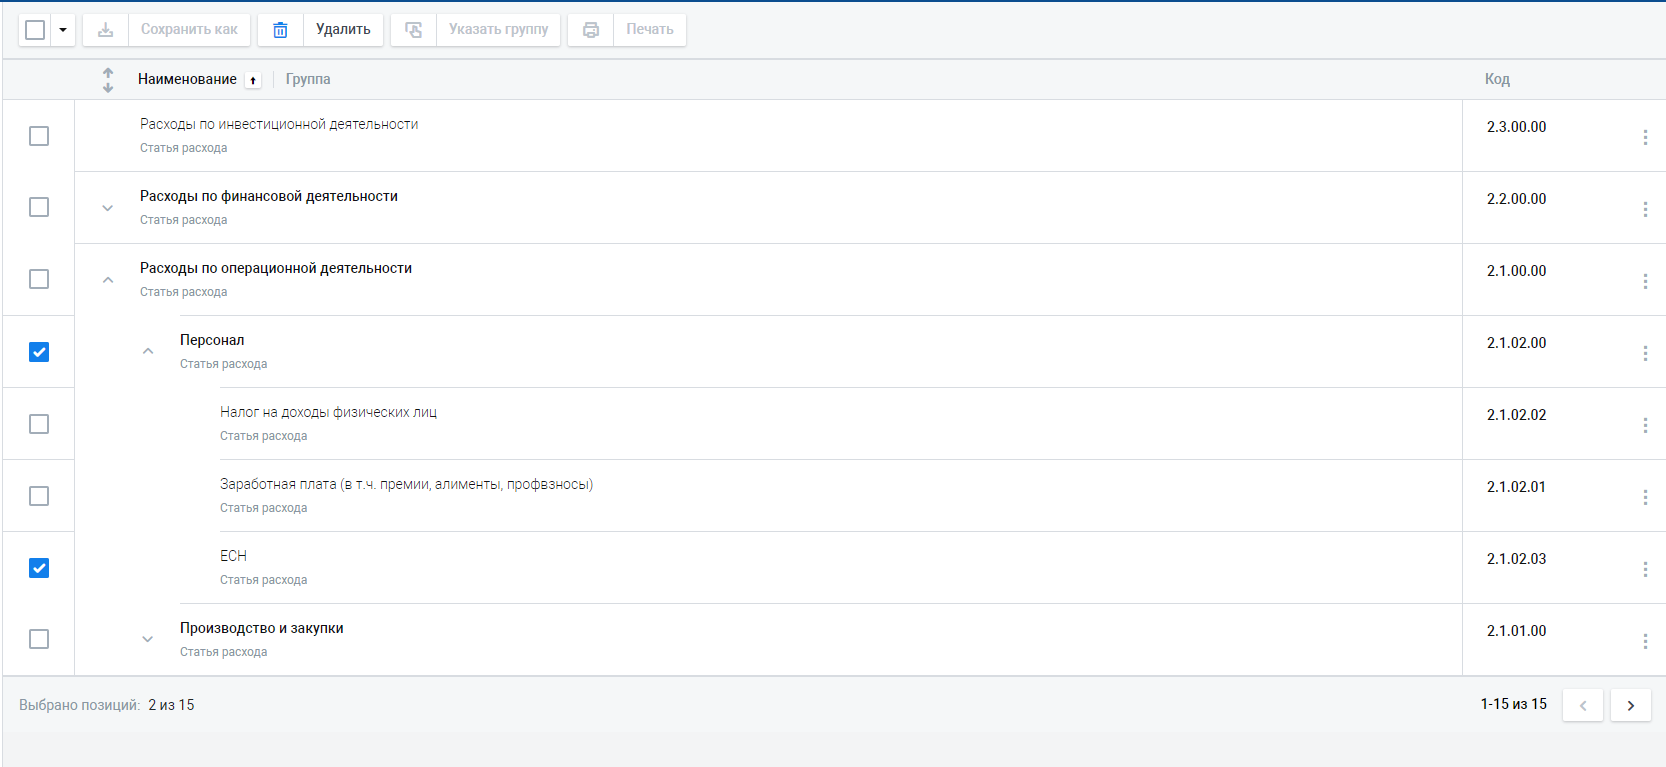 Сохранить как Удалить Указать группу Печать
Наименование Группа Код
Расходы по инвестиционной деятельности 2.3.00.00
Статья расхода
Расходы по финансовой деятельности 2.2.00.00
Статья расхода
Расходы по операционной деятельности 2.1.00.00
Статья расхода
Персонал 2.1.02.00
Статья расхода
Налог на доходы физических лиц 2.1.02.02
Статья расхода
Заработная плата (в т.ч. премии, алименты, профвзносы) 2.1.02.01
Статья расхода
ЕСН 2.1.02.03
Статья расхода
Производство и закупки 2.1.01.00
Статья расхода
Выбрано позиций: 2 из 15 1-15 из 15